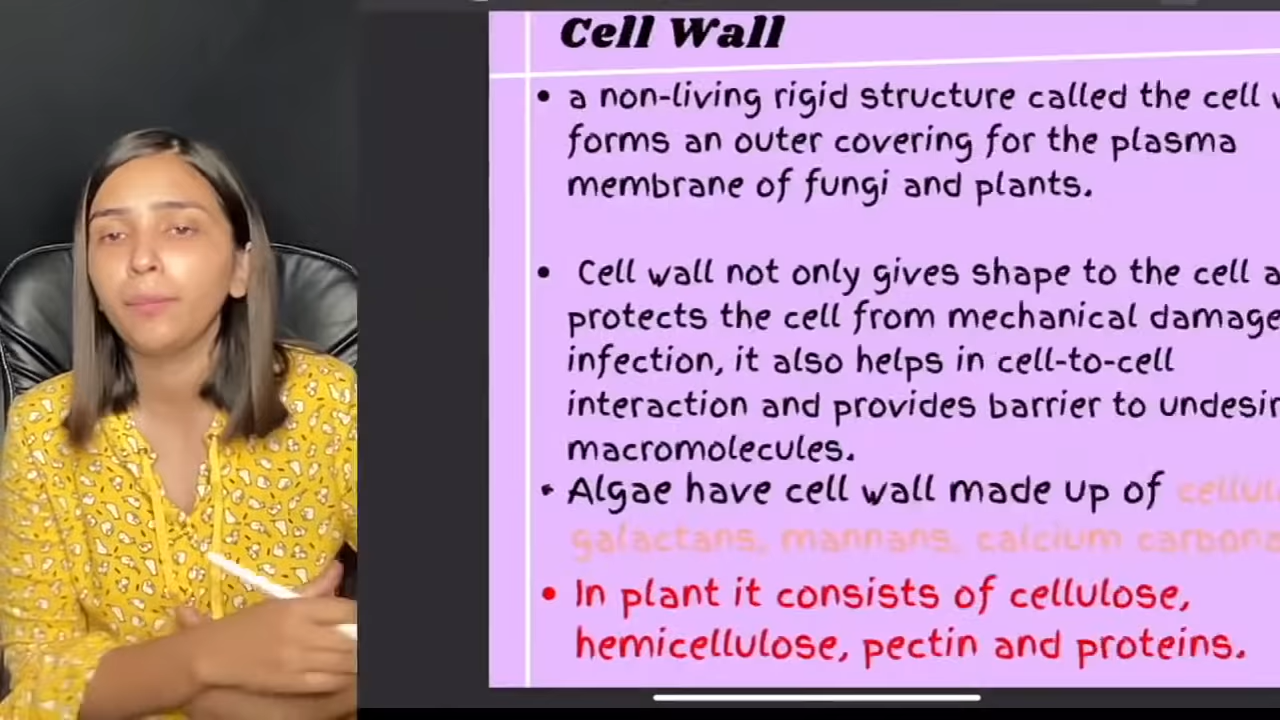 Cell Wall
• a non-living rigid structure called the cell
forms an outer covering for the plasma
membrane of fungi and plants.
• Cell wall not only gives shape to the cell
protects the cell from mechanical damage
infection, it also helps in cell-to-cell
interaction and provides barrier to
macromolecules.
• Algae have cell wall made up of
galactans, mannans, calcium
• In plant it consists of cellulose,
hemicellulose, pectin and proteins.